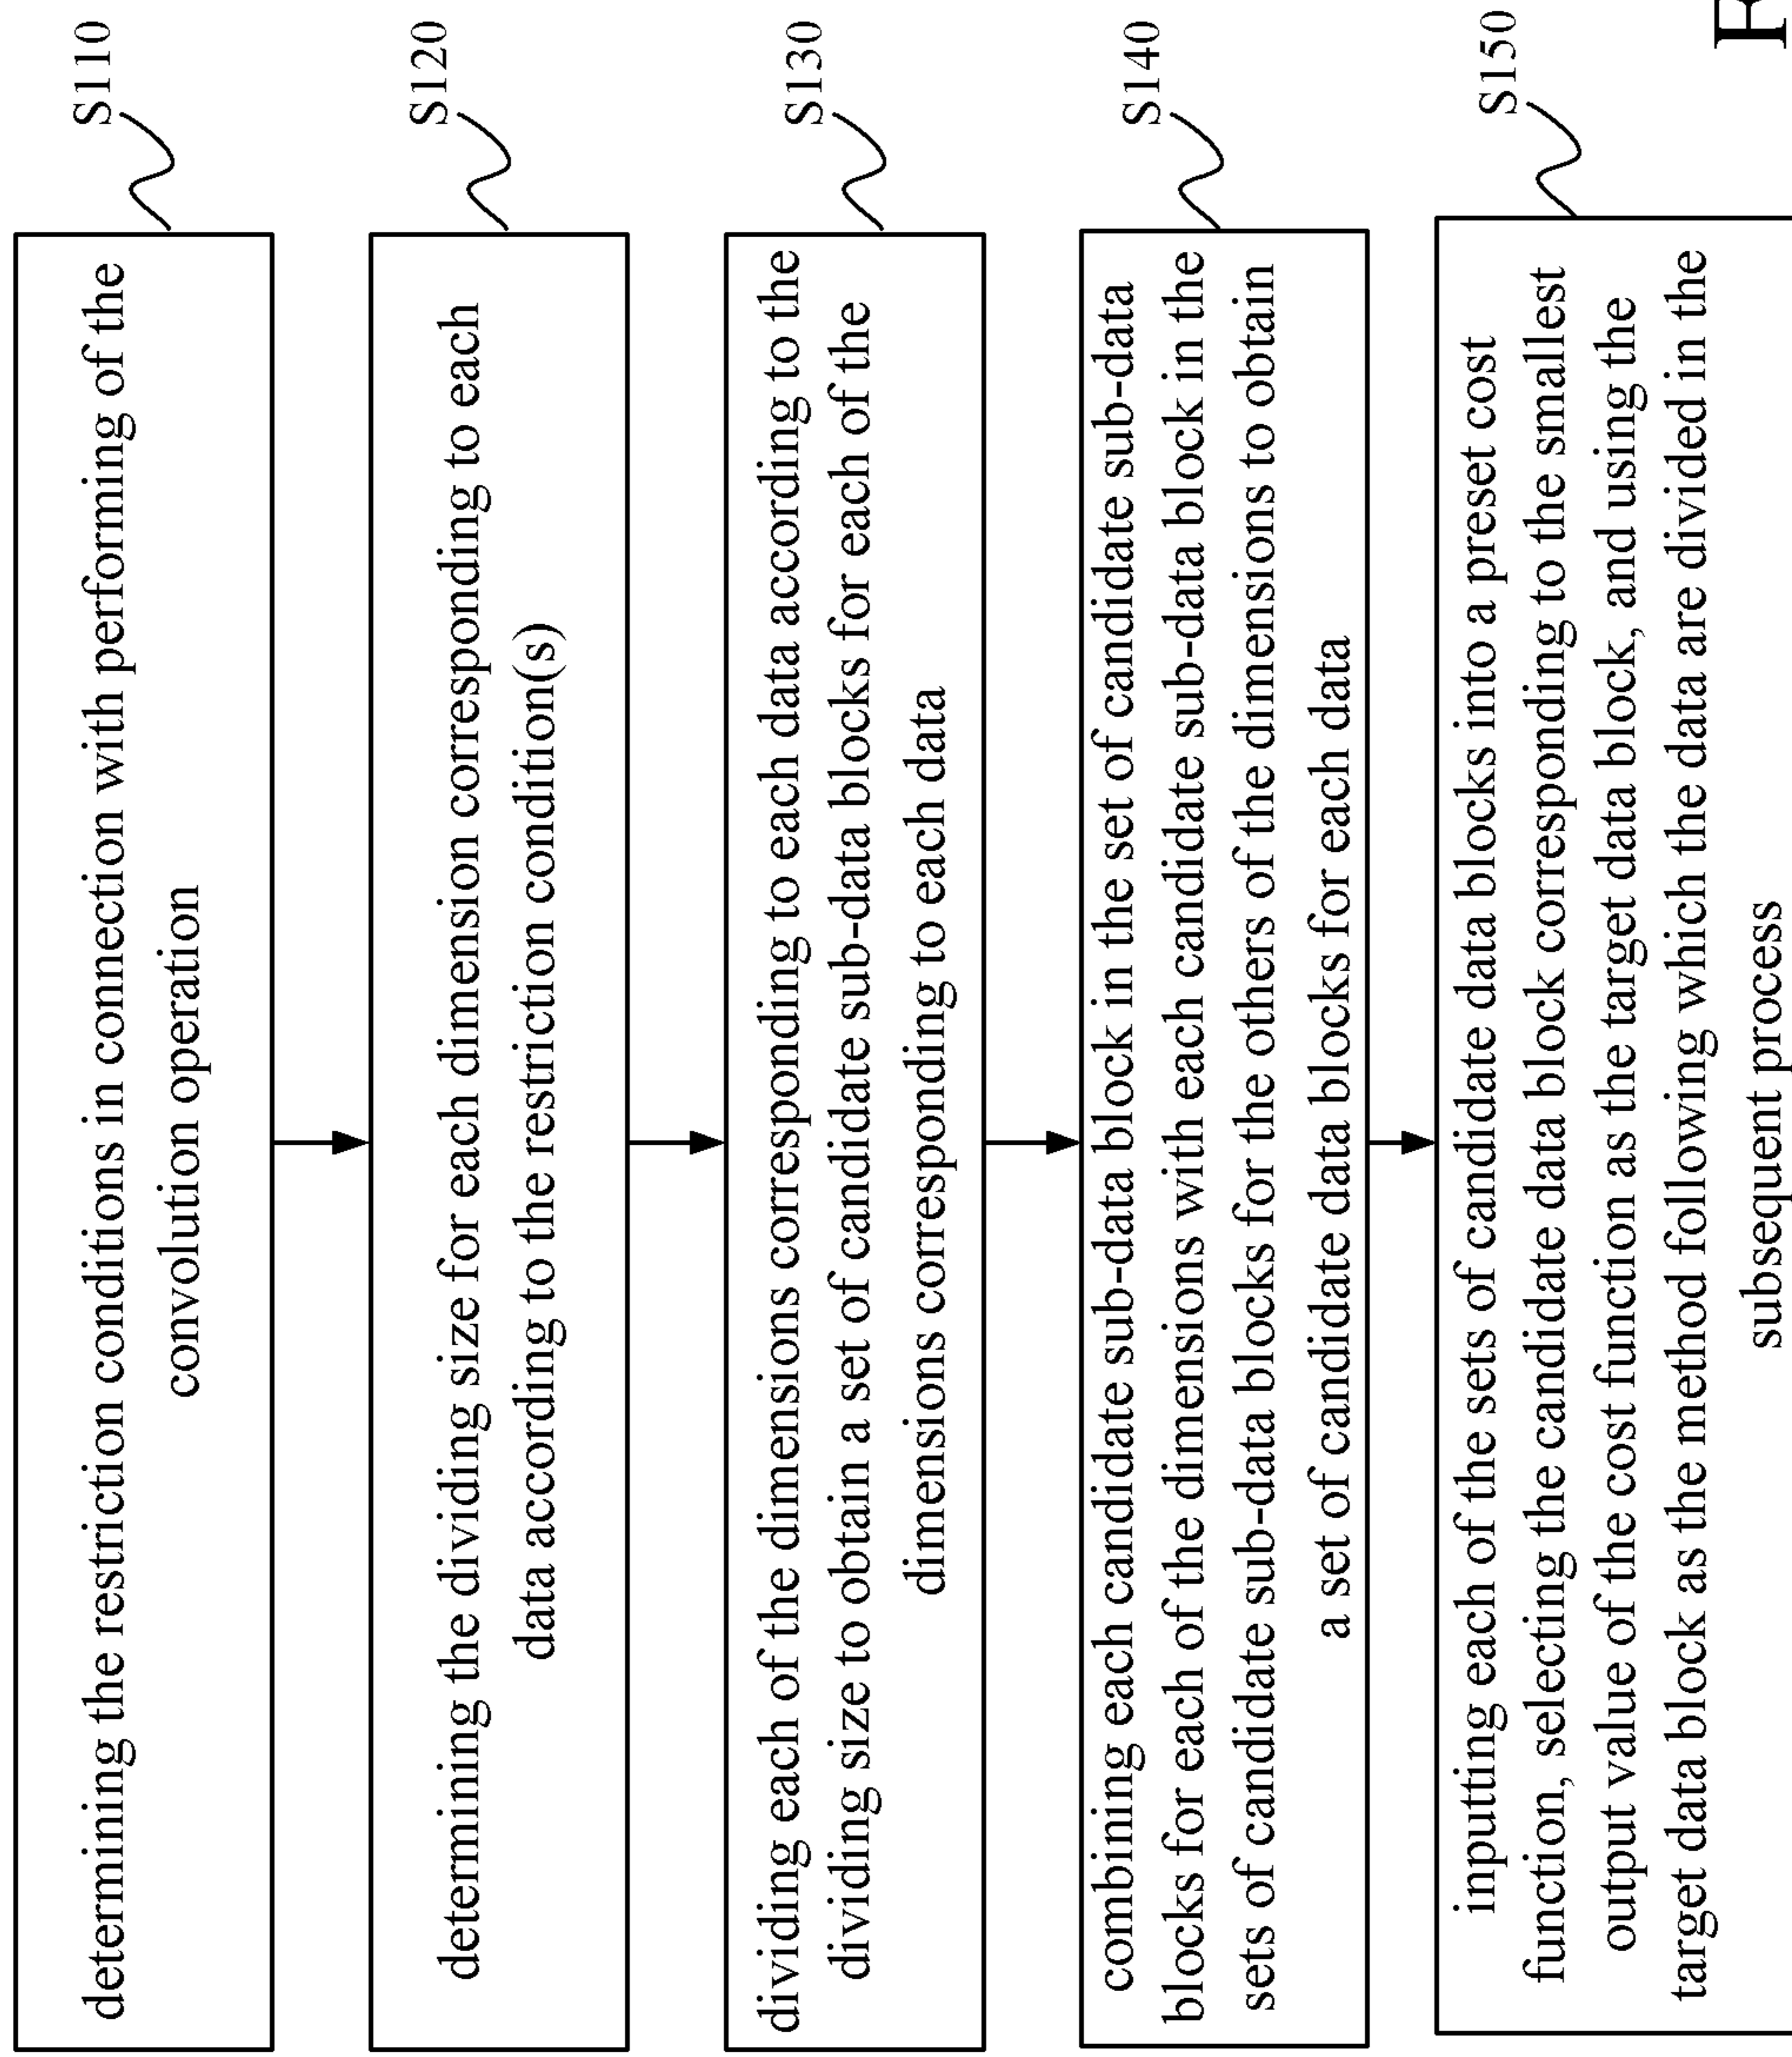 determining the restriction conditions in connection with performing of the
convolution operation
S110
determining the dividing size for each dimension corresponding to each
data according to the restriction condition(s)
S120
dividing each of the dimensions corresponding to each data according to the
dividing size to obtain a set of candidate sub-data blocks for each of the
dimensions corresponding to each data
S130
combining each candidate sub-data block in the set of candidate sub-data
blocks for each of the dimensions with each candidate sub-data block in the
sets of candidate sub-data blocks for the others of the dimensions to obtain
a set of candidate data blocks for each data
S140
inputing each of the sets of candidate data blocks into a preset cost
function, selecting the candidate data block corresponding to the smallest
output value of the cost function as the target data block, and using the
target data block as the method following which the data are divided in the
subsequent process
S150